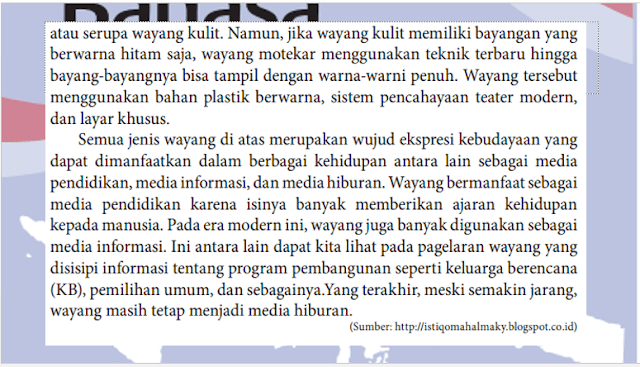 Bahasa
atau serupa wayang kulit. Namun, jika wayang kulit memiliki bayangan yang
berwarna hitam saja, wayang motekar menggunakan teknik terbaru hingga
bayang-bayangnya bisa tampil dengan warna-warni penuh. Wayang tersebut
menggunakan bahan plastik berwarna, sistem pencahayaan teater modern,
dan layar khusus.
Semua jenis wayang di atas merupakan wujud ekspresi kebudayaan yang
dapat dimanfaatkan dalam berbagai kehidupan antara lain sebagai media
pendidikan, media informasi, dan media hiburan. Wayang bermanfaat sebagai
media pendidikan karena isinya banyak memberikan ajaran kehidupan
kepada manusia. Pada era modern ini, wayang juga banyak digunakan sebagai
media informasi. Ini antara lain dapat kita lihat pada pagelaran wayang yang
disisipi informasi tentang program pembangunan seperti keluarga berencana
(KB), pemilihan umum, dan sebagainya.Yang terakhir, meski semakin jarang,
wayang masih tetap menjadi media hiburan.
(Sumber: http://istiqomahalmaky.blogspot.co.id)